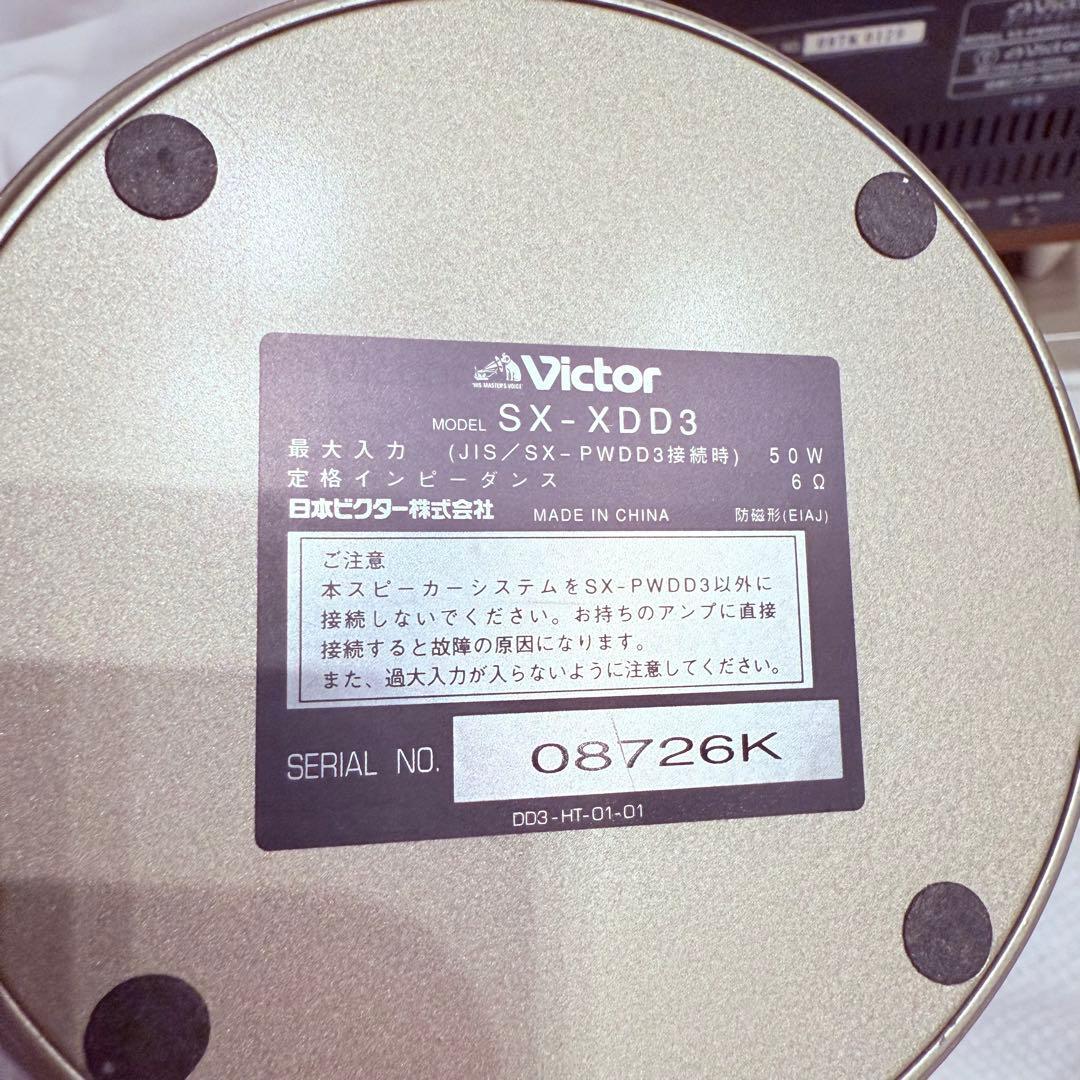 "HIS MASTER'S VOICE" Victor
MODEL SX-XDD3
最大入力 (JIS/SX-PWDD3接続時) 50W
定格インピーダンス 6Ω
日本ビクター株式会社 MADE IN CHINA 防磁形(EIAJ)
ご注意
本スピーカーシステムをSX-PWDD3以外に
接続しないでください。お持ちのアンプに直接
接続すると故障の原因になります。
また、過大入力が入らないように注意してください。
SERIAL NO. 08726K
DD3-HT-01-01
Victor
Victor